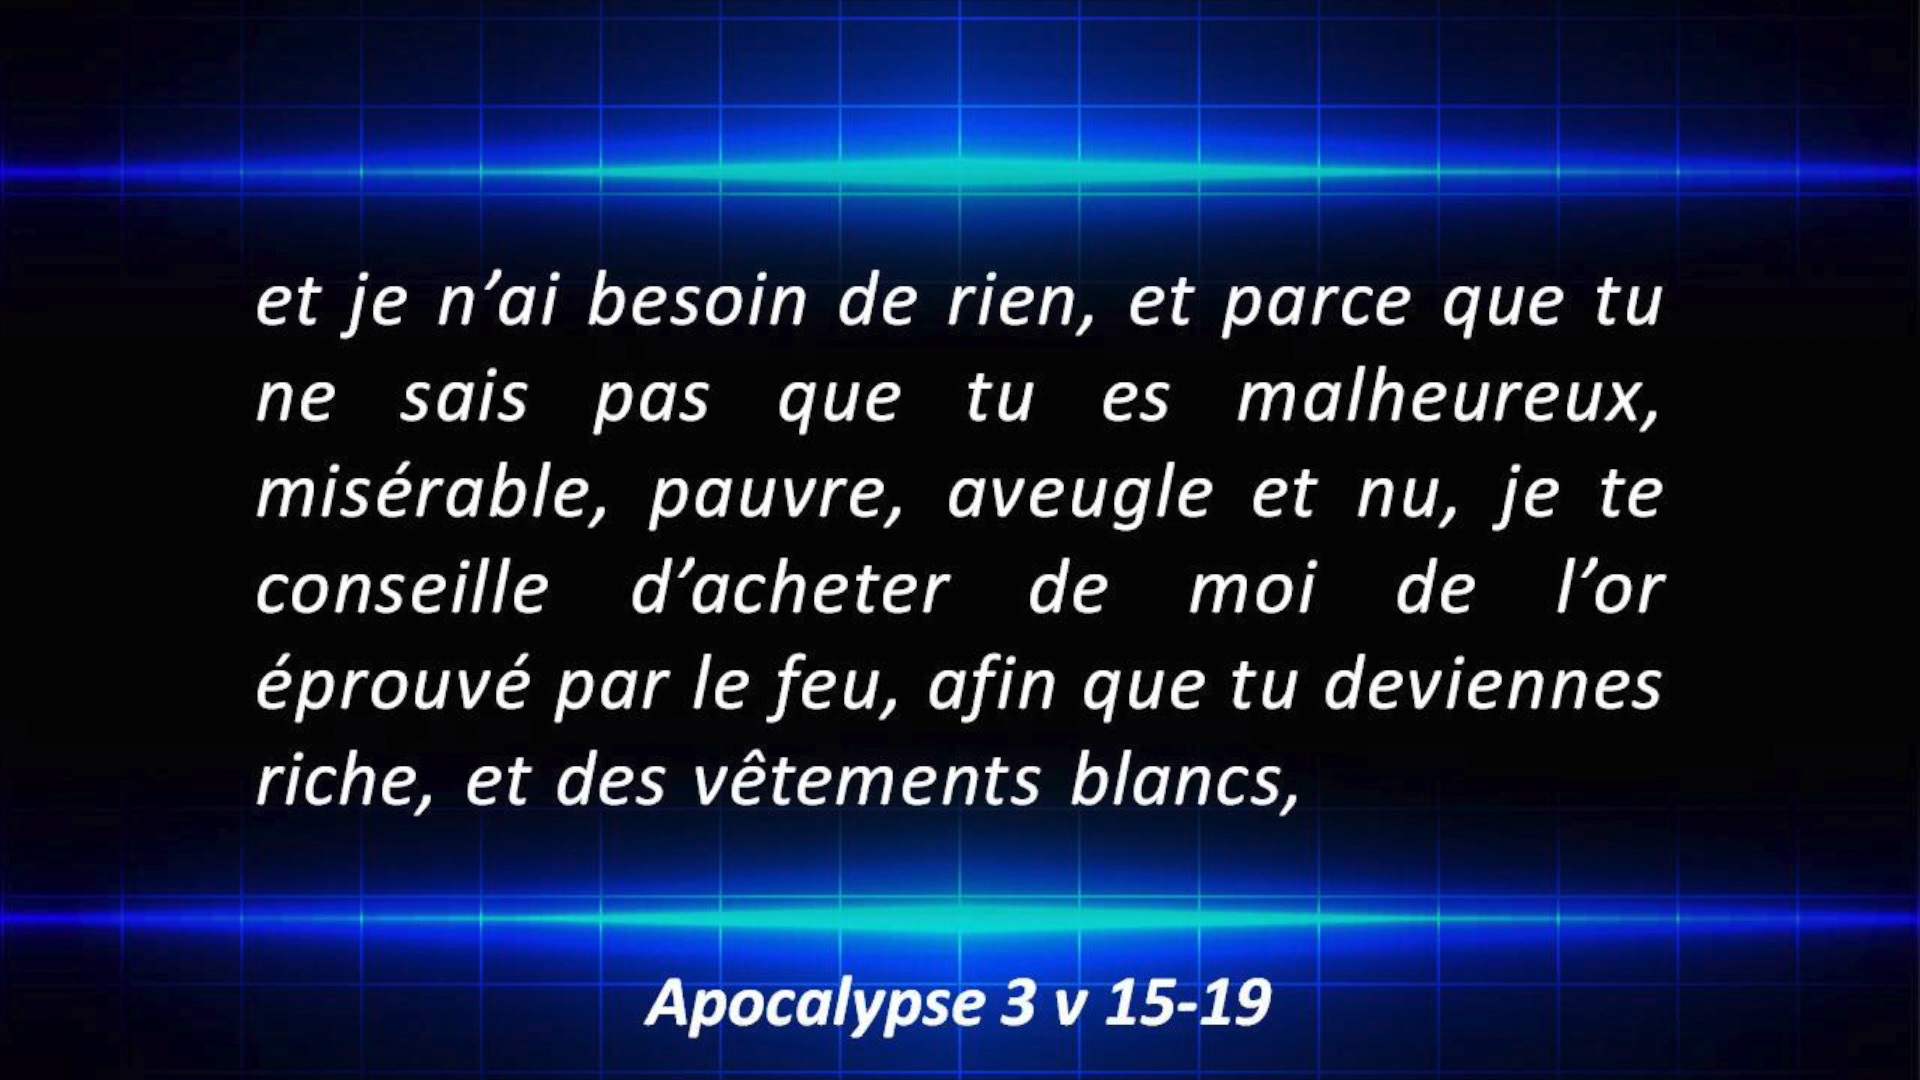 et je n’ai besoin de rien, et parce que tu
ne sais pas que tu es malheureux,
misérable, pauvre, aveugle et nu, je te
conseille d’acheter de moi de l’or
éprouvé par le feu, afin que tu deviennes
riche, et des vêtements blancs,
Apocalypse 3 v 15-19